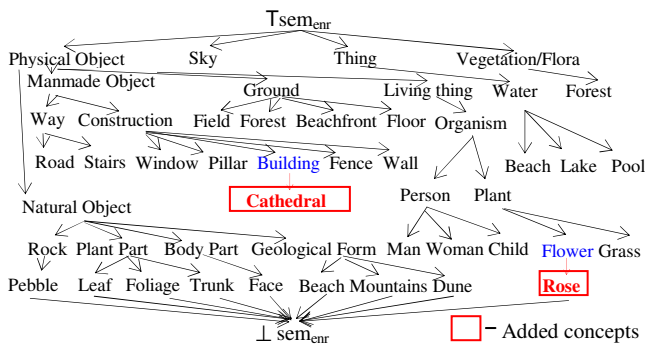 ⊤sem_enr
Physical Object Sky Thing Vegetation/Flora
Manmade Object Ground Living thing Water Forest
Way Construction Field Forest Beachfront Floor Organism
Road Stairs Window Pillar Building Fence Wall Beach Lake Pool
Cathedral Person Plant
Natural Object
Rock Plant Part Body Part Geological Form Man Woman Child Flower Grass
Pebble Leaf Foliage Trunk Face Beach Mountains Dune Rose
⊥ sem_enr – Added concepts